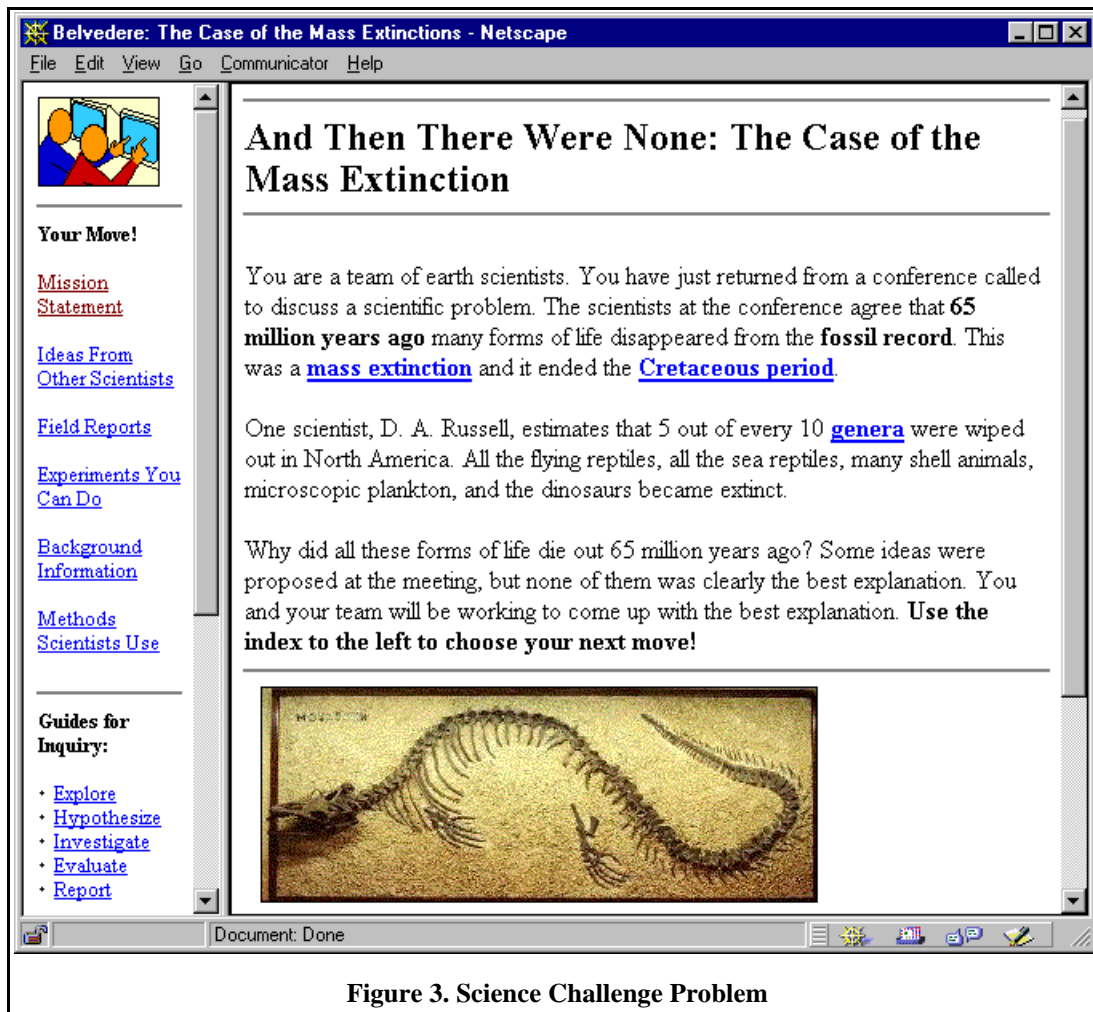 Belvedere: The Case of the Mass Extinctions - Netscape
File Edit View Go Communicator Help
Your Move!
Mission
Statement
Ideas From
Other Scientists
Field Reports
Experiments You
Can Do
Background
Information
Methods
Scientists Use
Guides for
Inquiry:
• Explore
• Hypothesize
• Investigate
• Evaluate
• Report
And Then There Were None: The Case of the
Mass Extinction
You are a team of earth scientists. You have just returned from a conference called
to discuss a scientific problem. The scientists at the conference agree that 65
million years ago many forms of life disappeared from the fossil record. This
was a mass extinction and it ended the Cretaceous period.
One scientist, D. A. Russell, estimates that 5 out of every 10 genera were wiped
out in North America. All the flying reptiles, all the sea reptiles, many shell animals,
microscopic plankton, and the dinosaurs became extinct.
Why did all these forms of life die out 65 million years ago? Some ideas were
proposed at the meeting, but none of them was clearly the best explanation. You
and your team will be working to come up with the best explanation. Use the
index to the left to choose your next move!
Document: Done
Figure 3. Science Challenge Problem